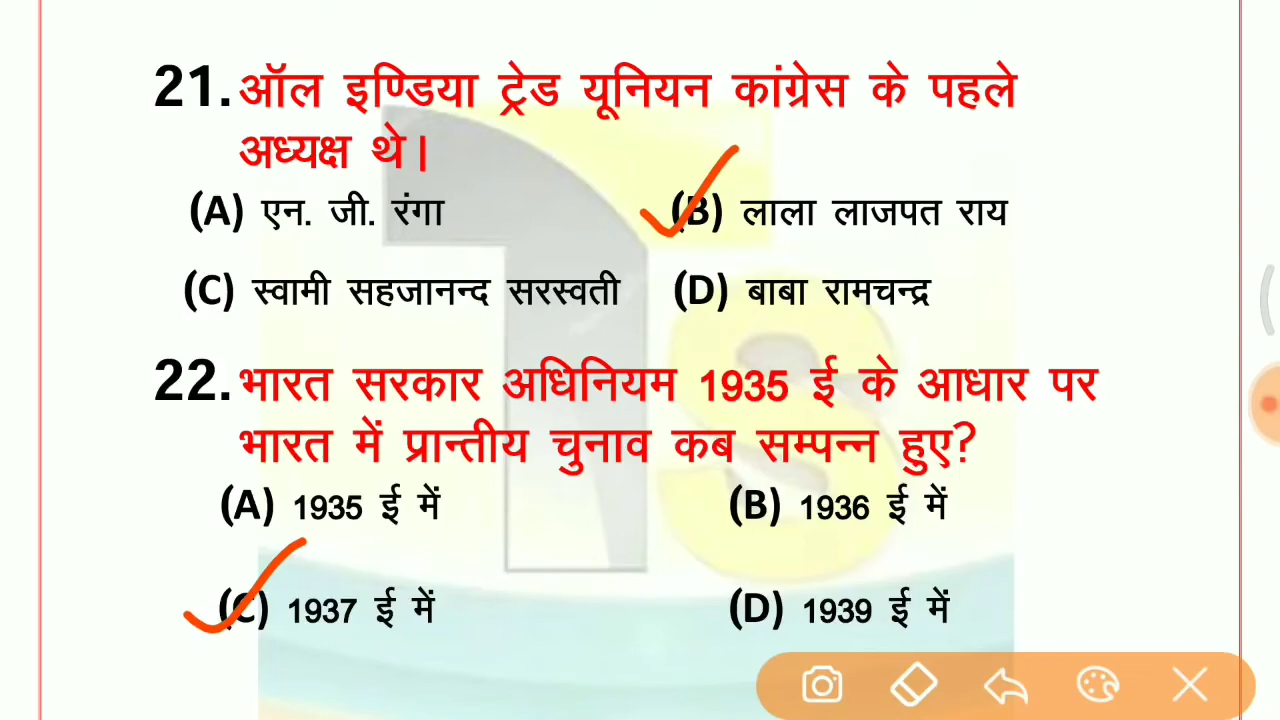 21. ऑल इण्डिया ट्रेड यूनियन कांग्रेस के पहले
अध्यक्ष थे।
(A) एन. जी. रंगा (B) लाला लाजपत राय
(C) स्वामी सहजानन्द सरस्वती (D) बाबा रामचन्द्र
22. भारत सरकार अधिनियम 1935 ई के आधार पर
भारत में प्रान्तीय चुनाव कब सम्पन्न हुए?
(A) 1935 ई में (B) 1936 ई में
(C) 1937 ई में (D) 1939 ई में